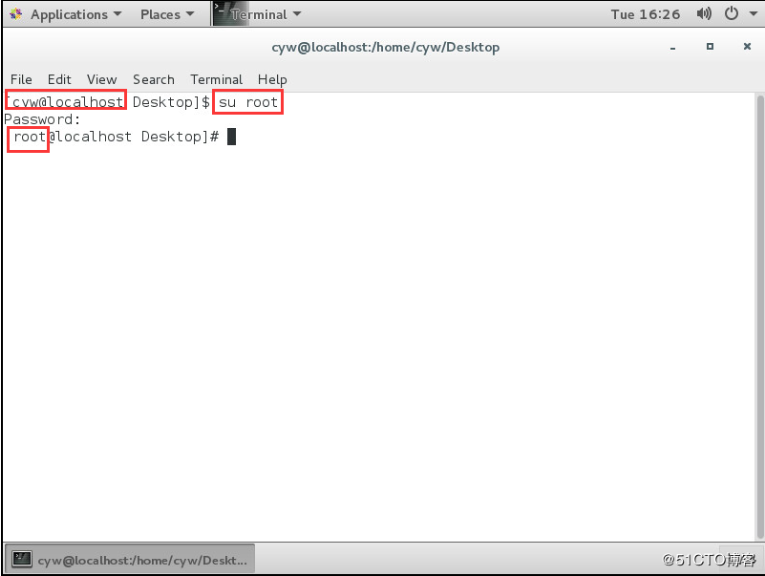 Applications Places Terminal Tue 16:26
cyw@localhost:/home/cyw/Desktop
File Edit View Search Terminal Help
[cyw@localhost Desktop]$ su root
Password:
root@localhost Desktop]#
cyw@localhost:/home/cyw/Deskt...
@51CTO博客